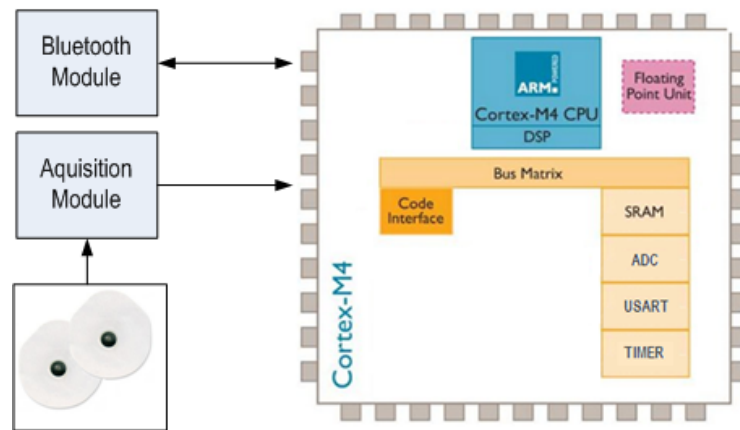 Bluetooth
Module
Aquisition
Module
ARM POWERED
Cortex-M4 CPU
DSP
Floating
Point Unit
Bus Matrix
Code
Interface
SRAM
ADC
USART
TIMER
Cortex-M4